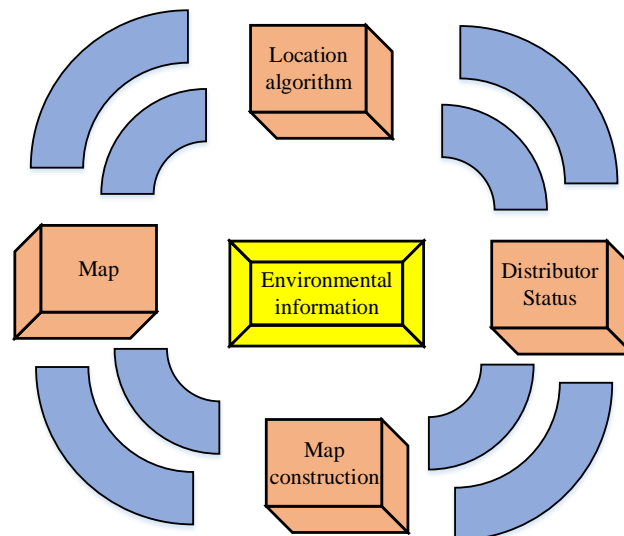 Location
algorithm
Map
Environmental
information
Distributor
Status
Map
construction